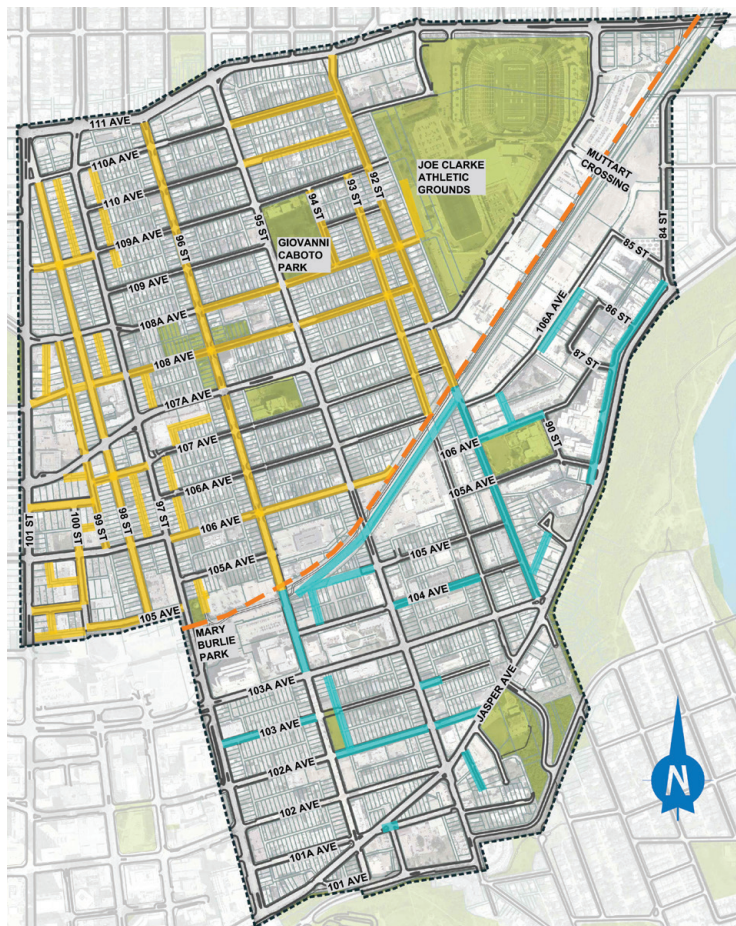 111 AVE
110A AVE
110 AVE
109A AVE
109 AVE
108A AVE
108 AVE
107A AVE
107 AVE
106A AVE
106 AVE
105A AVE
105 AVE
101 ST
100 ST
99 ST
98 ST
97 ST
96 ST
95 ST
94 ST
93 ST
92 ST
GIOVANNI
CABOTO
PARK
JOE CLARKE
ATHLETIC
GROUNDS
MUTTART
CROSSING
84 ST
85 ST
86 ST
87 ST
106A AVE
90 ST
106 AVE
105A AVE
105 AVE
104 AVE
MARY
BURLIE
PARK
103A AVE
103 AVE
102A AVE
102 AVE
101A AVE
101 AVE
JASPER AVE
N